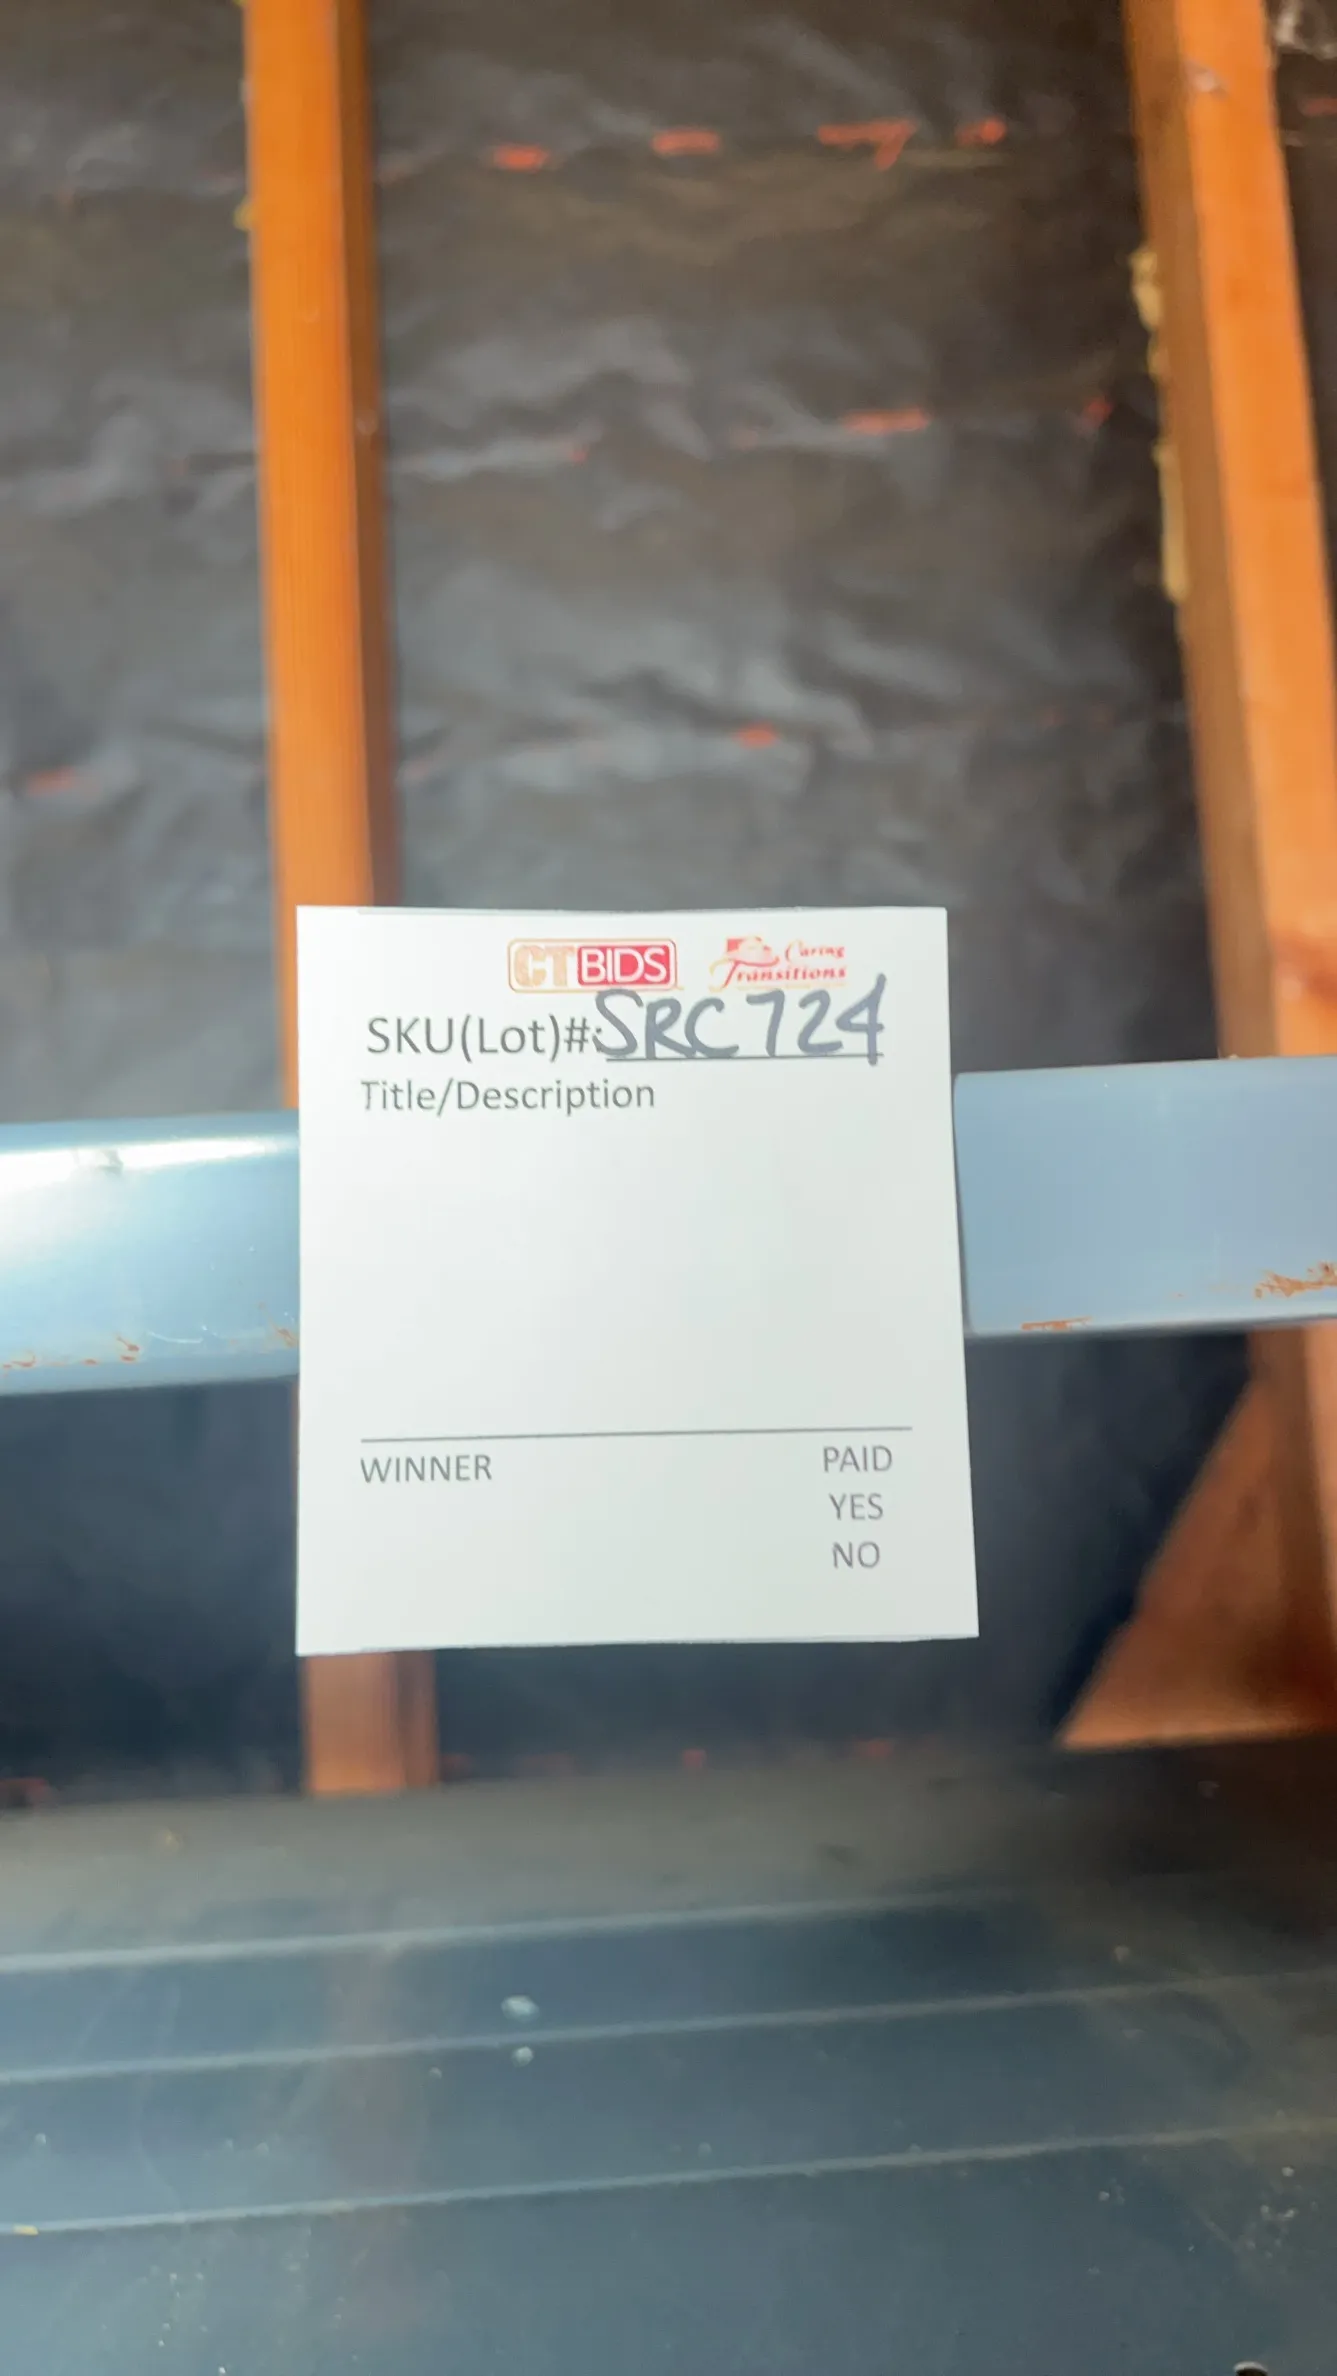 CTBIDS Caring Transitions
SKU(Lot)#: SRC724
Title/Description
WINNER PAID
YES
NO